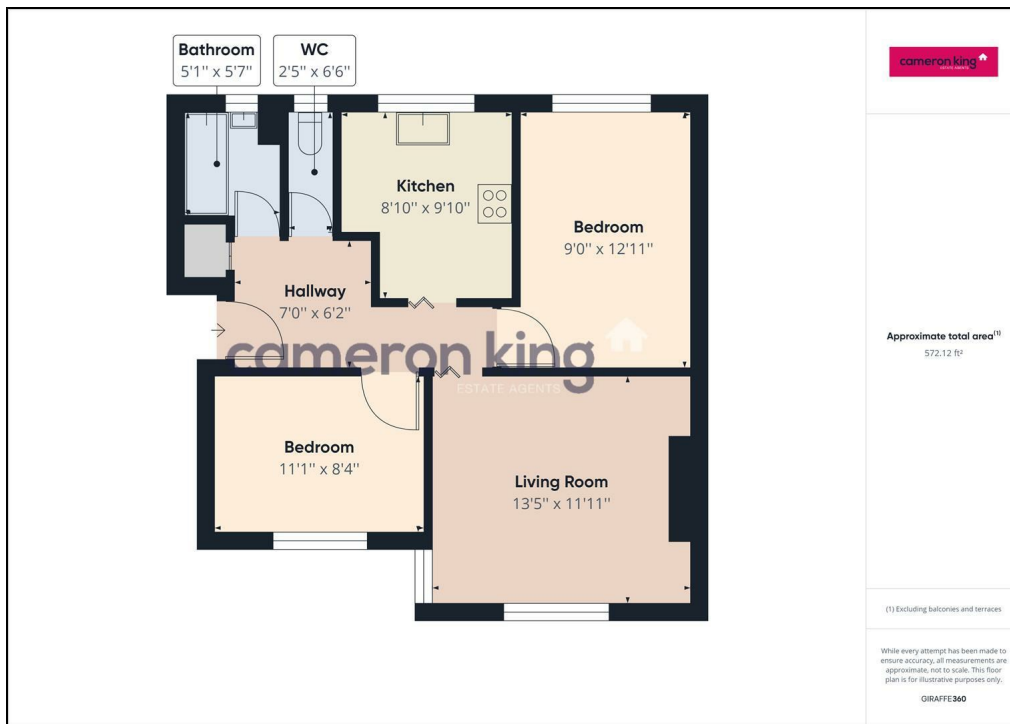 Bathroom
5'1'' x 5'7''
WC
2'5'' x 6'6''
Kitchen
8'10'' x 9'10''
Bedroom
9'0'' x 12'11''
Hallway
7'0'' x 6'2''
cameron king
ESTATE AGENTS
Bedroom
11'1'' x 8'4''
Living Room
13'5'' x 11'11''
cameron king
ESTATE AGENTS
Approximate total area(1)
572.12 ft²
(1) Excluding balconies and terraces
While every attempt has been made to
ensure accuracy, all measurements are
approximate, not to scale. This floor
plan is for illustrative purposes only.
GIRAFFE360